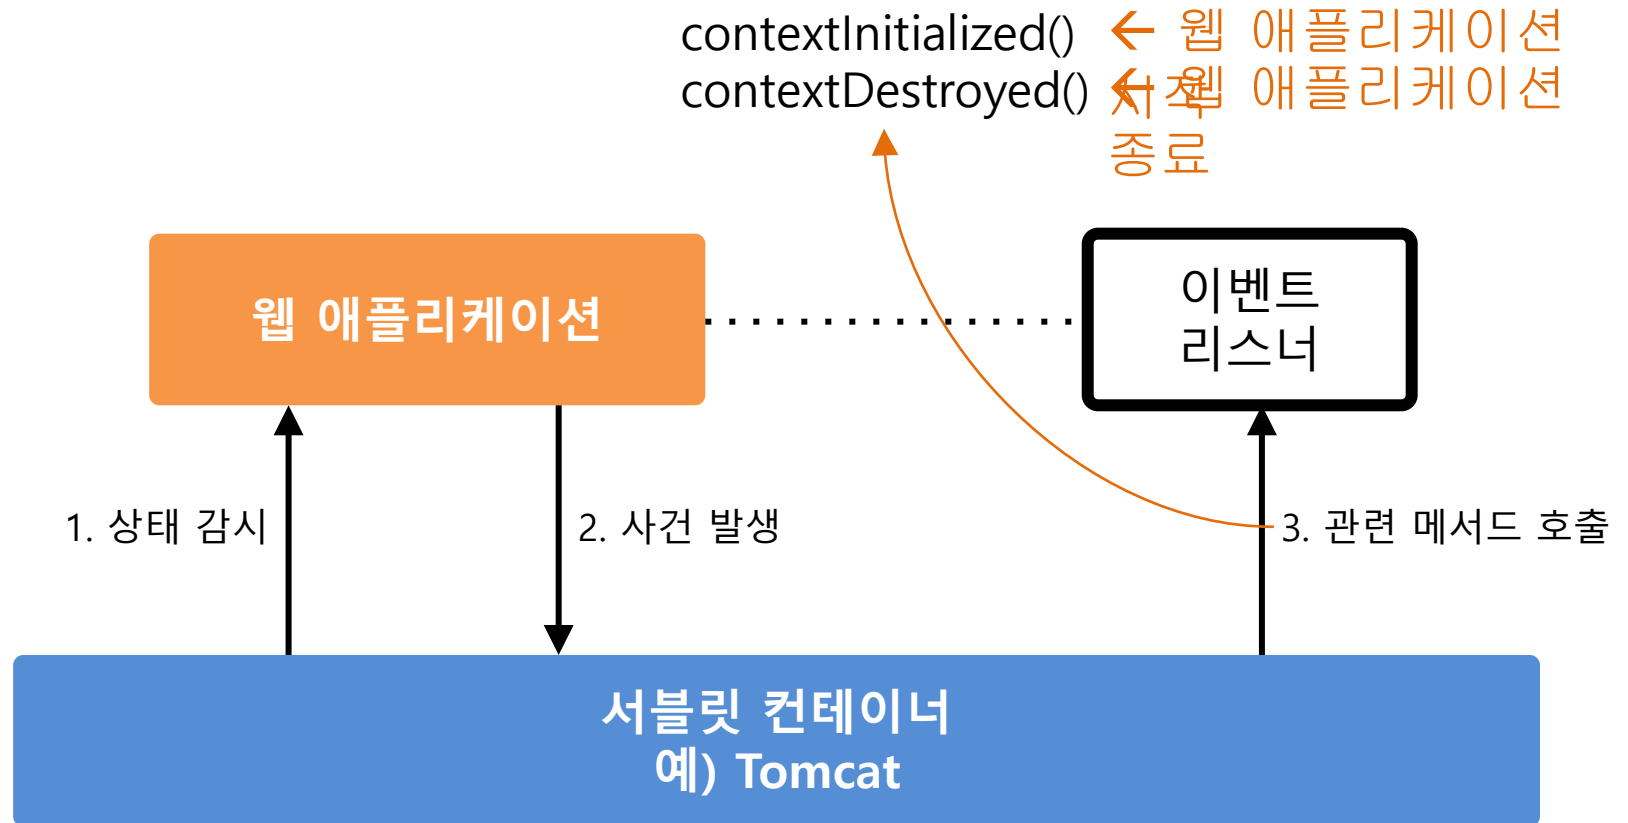 contextInitialized() ← 웹 애플리케이션
시작
contextDestroyed() ← 웹 애플리케이션
종료
웹 애플리케이션
이벤트
리스너
1. 상태 감시
2. 사건 발생
3. 관련 메서드 호출
서블릿 컨테이너
예) Tomcat